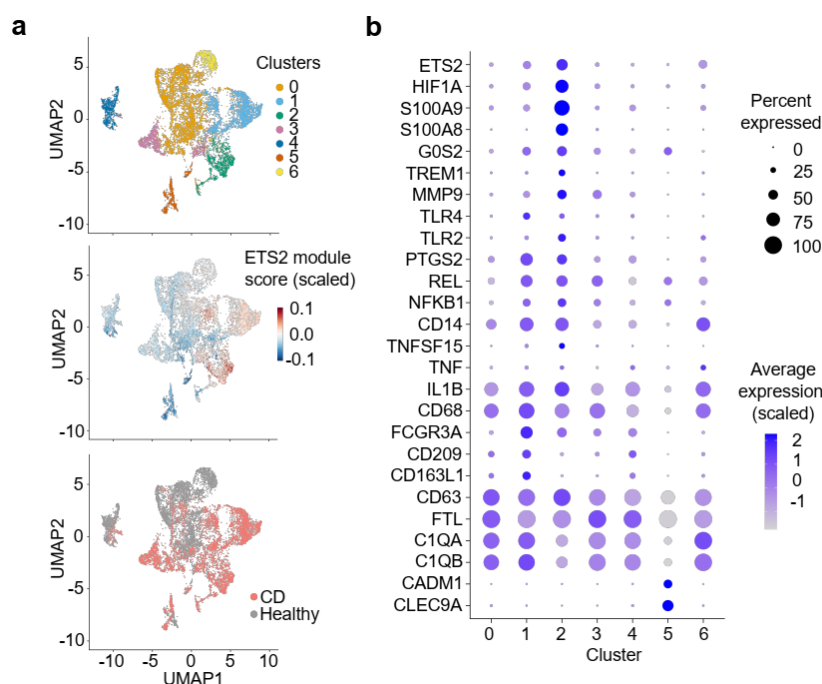 a
Clusters
0
1
2
3
4
5
6
UMAP2
5
0
-5
-10
ETS2 module
score (scaled)
0.1
0.0
-0.1
UMAP2
5
0
-5
-10
CD
Healthy
UMAP2
5
0
-5
-10
-10 -5 0 5 10
UMAP1
b
ETS2
HIF1A
S100A9
S100A8
G0S2
TREM1
MMP9
TLR4
TLR2
PTGS2
REL
NFKB1
CD14
TNFSF15
TNF
IL1B
CD68
FCGR3A
CD209
CD163L1
CD63
FTL
C1QA
C1QB
CADM1
CLEC9A
0 1 2 3 4 5 6
Cluster
Percent
expressed
0
25
50
75
100
Average
expression
(scaled)
2
1
0
-1